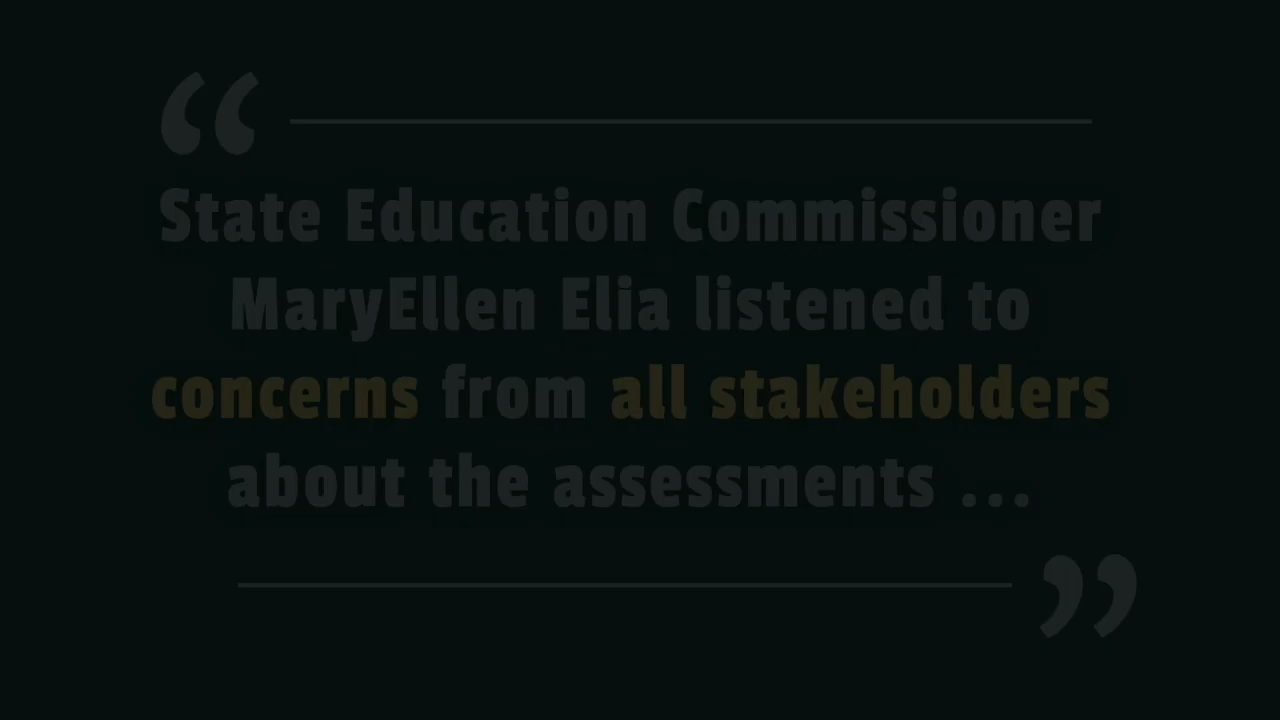 “
State Education Commissioner
MaryEllen Elia listened to
concerns from all stakeholders
about the assessments ...
”